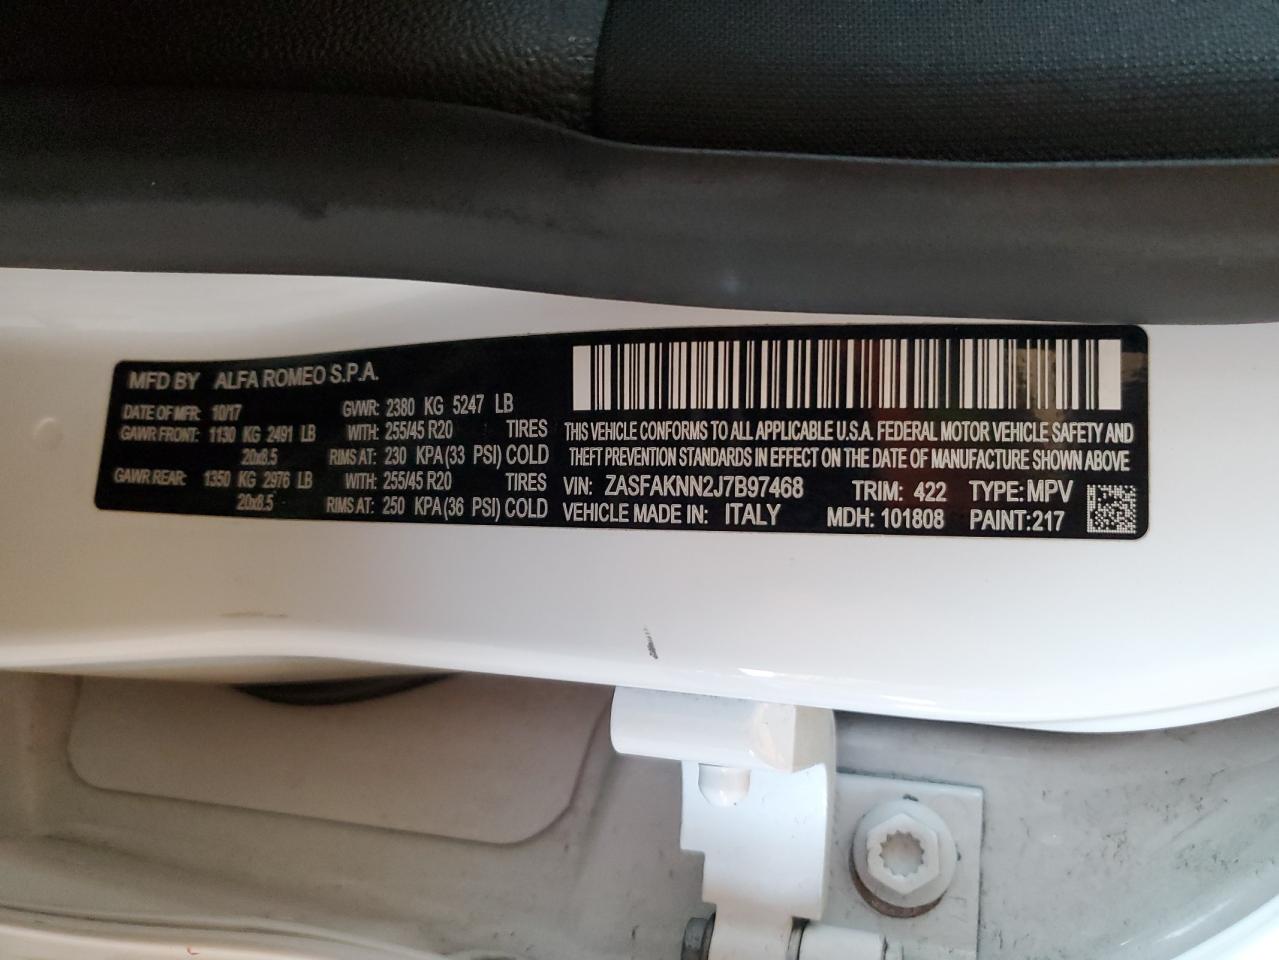 MFD BY ALFA ROMEO S.P.A.
DATE OF MFR: 10/17 GVWR: 2380 KG 5247 LB
GAWR FRONT: 1130 KG 2491 LB WITH: 255/45 R20 TIRES
20x8.5 RIMS AT: 230 KPA(33 PSI) COLD
GAWR REAR: 1350 KG 2976 LB WITH: 255/45 R20 TIRES
20x8.5 RIMS AT: 250 KPA(36 PSI) COLD
THIS VEHICLE CONFORMS TO ALL APPLICABLE U.S.A. FEDERAL MOTOR VEHICLE SAFETY AND
THEFT PREVENTION STANDARDS IN EFFECT ON THE DATE OF MANUFACTURE SHOWN ABOVE
VIN: ZASFAKNN2J7B97468 TRIM: 422 TYPE: MPV
VEHICLE MADE IN: ITALY MDH: 101808 PAINT:217